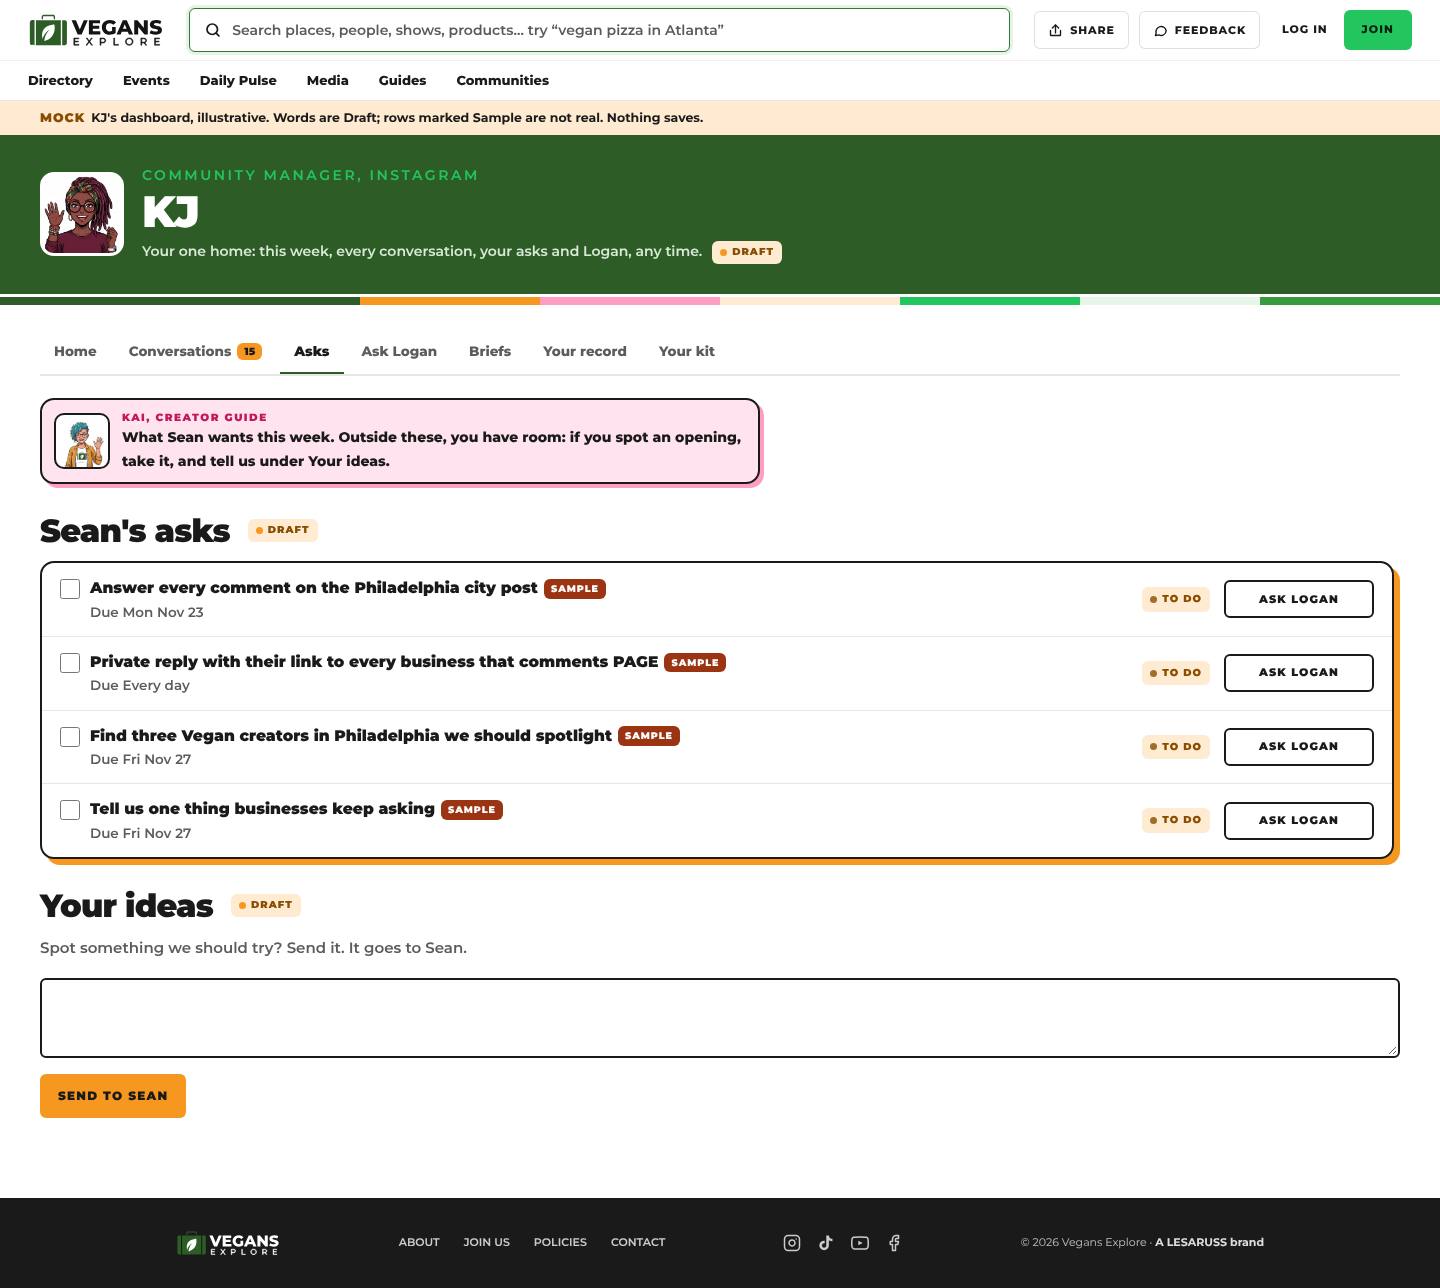 VEGANS
EXPLORE
Search places, people, shows, products... try “vegan pizza in Atlanta”
SHARE
FEEDBACK
LOG IN
JOIN
Directory
Events
Daily Pulse
Media
Guides
Communities
MOCK KJ's dashboard, illustrative. Words are Draft; rows marked Sample are not real. Nothing saves.
COMMUNITY MANAGER, INSTAGRAM
KJ
Your one home: this week, every conversation, your asks and Logan, any time.
DRAFT
Home
Conversations 15
Asks
Ask Logan
Briefs
Your record
Your kit
KAI, CREATOR GUIDE
What Sean wants this week. Outside these, you have room: if you spot an opening,
take it, and tell us under Your ideas.
Sean's asks
DRAFT
Answer every comment on the Philadelphia city post SAMPLE
Due Mon Nov 23
TO DO
ASK LOGAN
Private reply with their link to every business that comments PAGE SAMPLE
Due Every day
TO DO
ASK LOGAN
Find three Vegan creators in Philadelphia we should spotlight SAMPLE
Due Fri Nov 27
TO DO
ASK LOGAN
Tell us one thing businesses keep asking SAMPLE
Due Fri Nov 27
TO DO
ASK LOGAN
Your ideas
DRAFT
Spot something we should try? Send it. It goes to Sean.
SEND TO SEAN
VEGANS
EXPLORE
ABOUT
JOIN US
POLICIES
CONTACT
© 2026 Vegans Explore · A LESARUSS brand